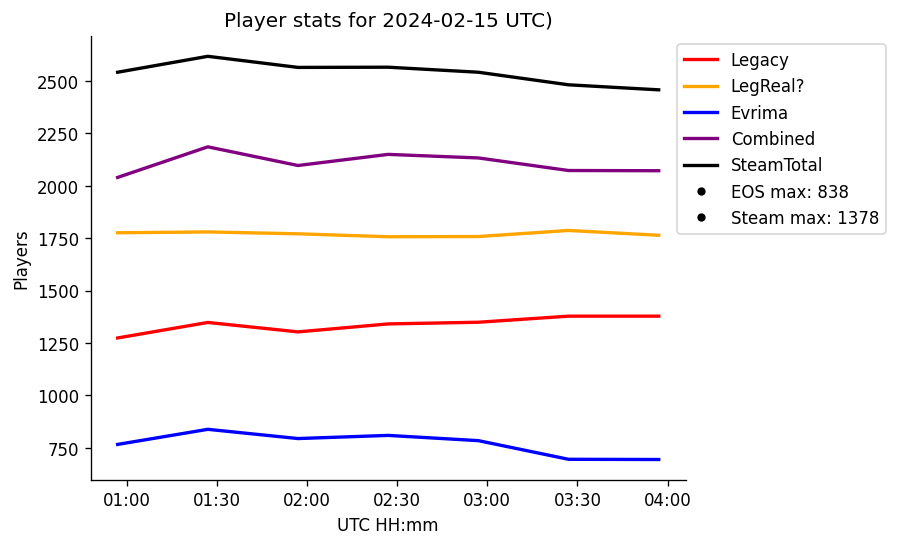 Player stats for 2024-02-15 UTC)
Legacy
LegReal?
Evrima
Combined
SteamTotal
EOS max: 838
Steam max: 1378
Players
2500
2250
2000
1750
1500
1250
1000
750
01:00 01:30 02:00 02:30 03:00 03:30 04:00
UTC HH:mm